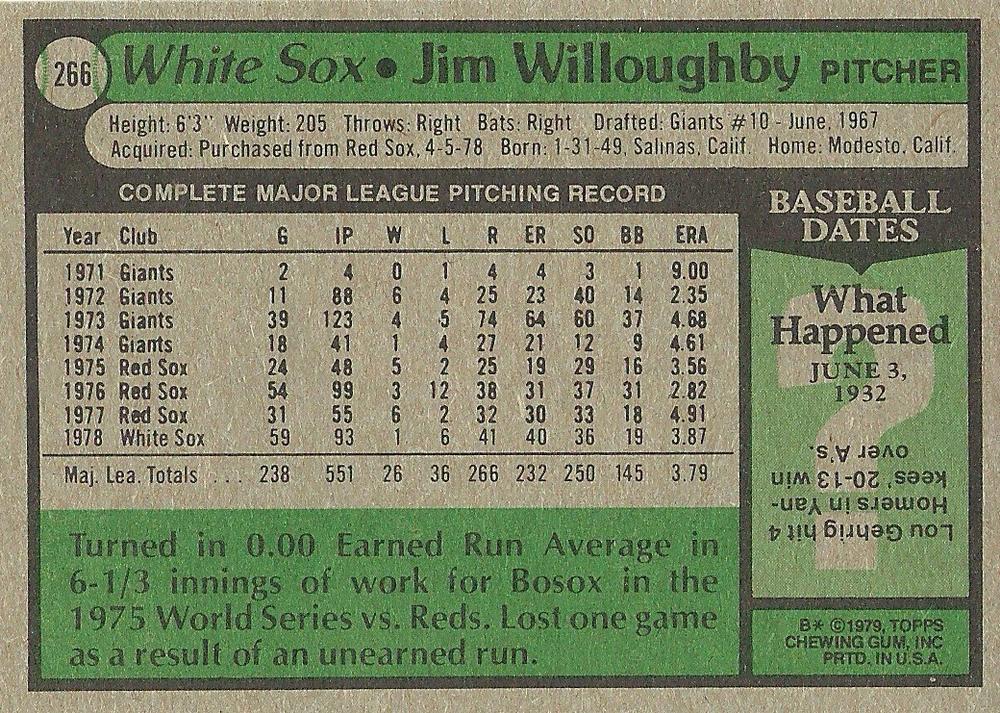 266 White Sox • Jim Willoughby PITCHER
Height: 6'3" Weight: 205 Throws: Right Bats: Right Drafted: Giants #10 - June, 1967
Acquired: Purchased from Red Sox, 4-5-78 Born: 1-31-49, Salinas, Calif. Home: Modesto, Calif.
COMPLETE MAJOR LEAGUE PITCHING RECORD
Year Club G IP W L R ER SO BB ERA
1971 Giants 2 4 0 1 4 4 3 1 9.00
1972 Giants 11 88 6 4 25 23 40 14 2.35
1973 Giants 39 123 4 5 74 64 60 37 4.68
1974 Giants 18 41 1 4 27 21 12 9 4.61
1975 Red Sox 24 48 5 2 25 19 29 16 3.56
1976 Red Sox 54 99 3 12 38 31 37 31 2.82
1977 Red Sox 31 55 6 2 32 30 33 18 4.91
1978 White Sox 59 93 1 6 41 40 36 19 3.87
Maj. Lea. Totals . . . 238 551 26 36 266 232 250 145 3.79
Turned in 0.00 Earned Run Average in
6-1/3 innings of work for Bosox in the
1975 World Series vs. Reds. Lost one game
as a result of an unearned run.
BASEBALL
DATES
What
Happened
JUNE 3,
1932
?
Lou Gehrig hit 4
Homers in Yan-
kees' 20-13 win
over A's.
B* ©1979, TOPPS
CHEWING GUM, INC
PRTD. IN U.S.A.